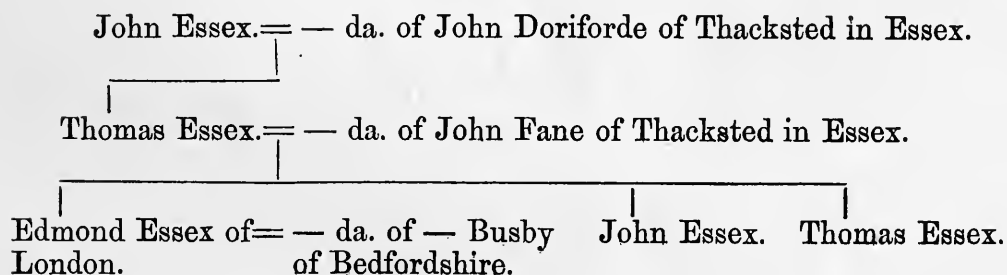 John Essex.= — da. of John Doriforde of Thacksted in Essex.
Thomas Essex.= — da. of John Fane of Thacksted in Essex.
Edmond Essex of= — da. of — Busby John Essex. Thomas Essex.
London. of Bedfordshire.